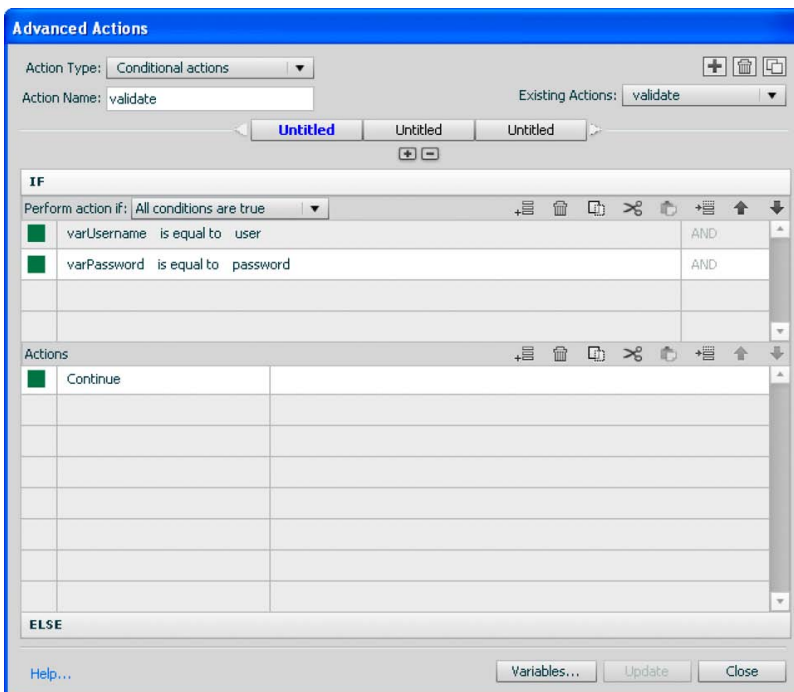 Advanced Actions
Action Type: Conditional actions
Action Name: validate
Existing Actions: validate
Untitled Untitled Untitled
IF
Perform action if: All conditions are true
varUsername is equal to user AND
varPassword is equal to password AND
Actions
Continue
ELSE
Help... Variables... Update Close